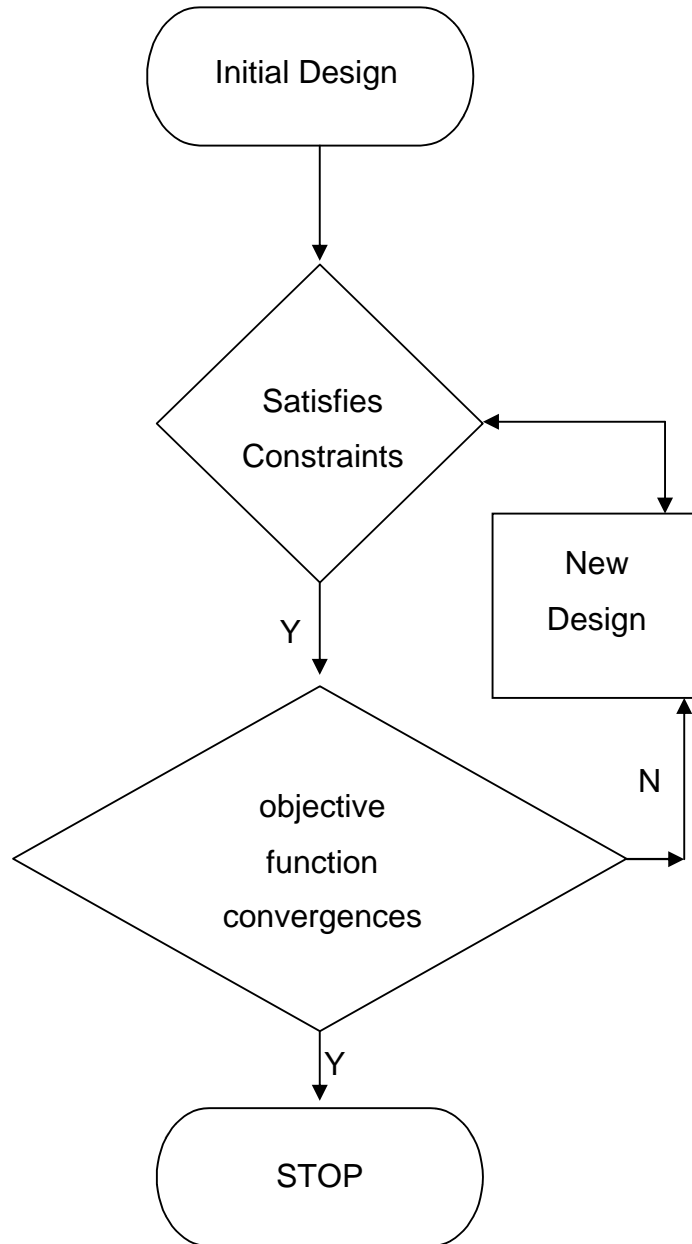 Initial Design
Satisfies
Constraints
New
Design
Y
N
objective
function
convergences
Y
STOP